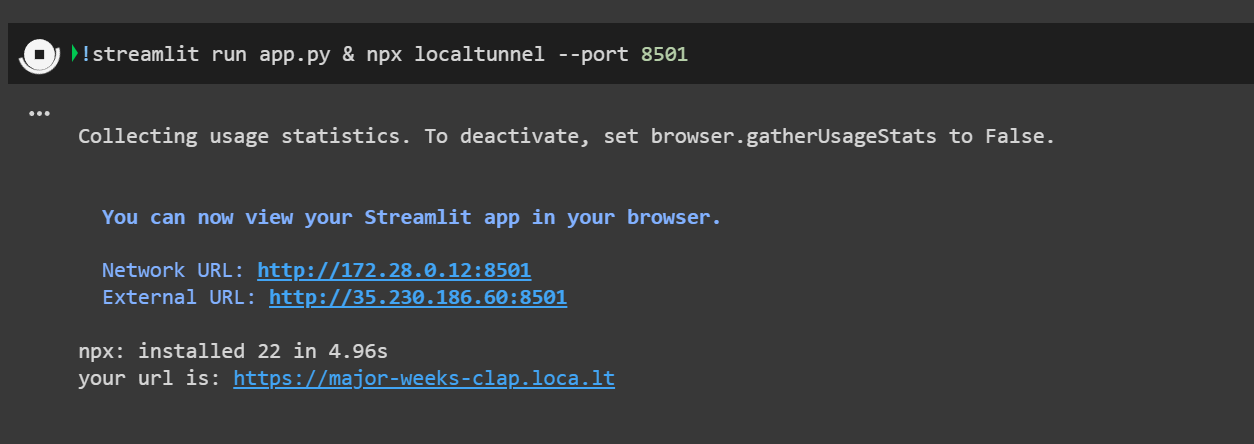 !streamlit run app.py & npx localtunnel --port 8501
Collecting usage statistics. To deactivate, set browser.gatherUsageStats to False.
You can now view your Streamlit app in your browser.
Network URL: http://172.28.0.12:8501
External URL: http://35.230.186.60:8501
npx: installed 22 in 4.96s
your url is: https://major-weeks-clap.loca.lt